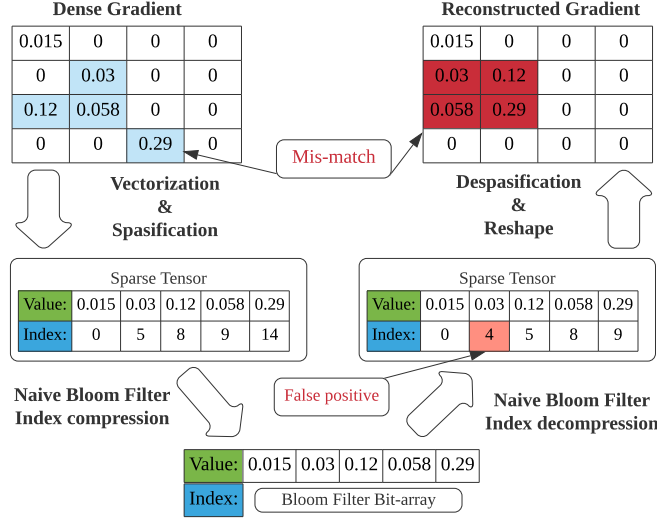 Dense Gradient
Reconstructed Gradient
0.015 0 0 0
0 0.03 0 0
0.12 0.058 0 0
0 0 0.29 0
0.015 0 0 0
0.03 0.12 0 0
0.058 0.29 0 0
0 0 0 0
Mis-match
Vectorization
&
Spasification
Despasification
&
Reshape
Sparse Tensor
Value: 0.015 0.03 0.12 0.058 0.29
Index: 0 5 8 9 14
Sparse Tensor
Value: 0.015 0.03 0.12 0.058 0.29
Index: 0 4 5 8 9
False positive
Naive Bloom Filter
Index compression
Naive Bloom Filter
Index decompression
Value: 0.015 0.03 0.12 0.058 0.29
Index: Bloom Filter Bit-array